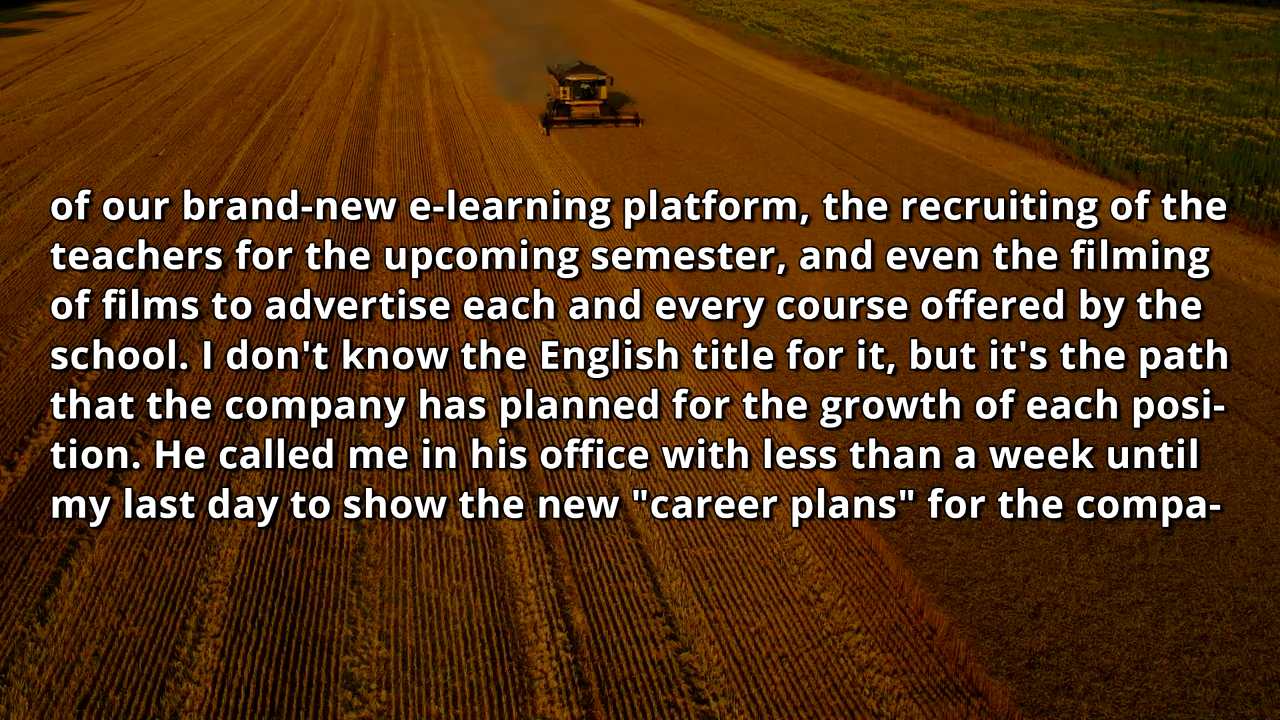 of our brand-new e-learning platform, the recruiting of the
teachers for the upcoming semester, and even the filming
of films to advertise each and every course offered by the
school. I don't know the English title for it, but it's the path
that the company has planned for the growth of each posi-
tion. He called me in his office with less than a week until
my last day to show the new "career plans" for the compa-